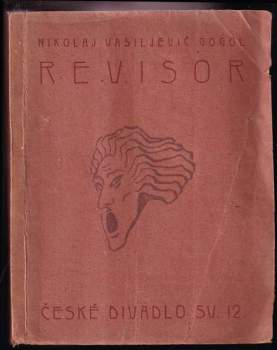 NIKOLAJ VASILJEVIČ GOGOL
REVISOR
ČESKÉ DIVADLO SV. 12.